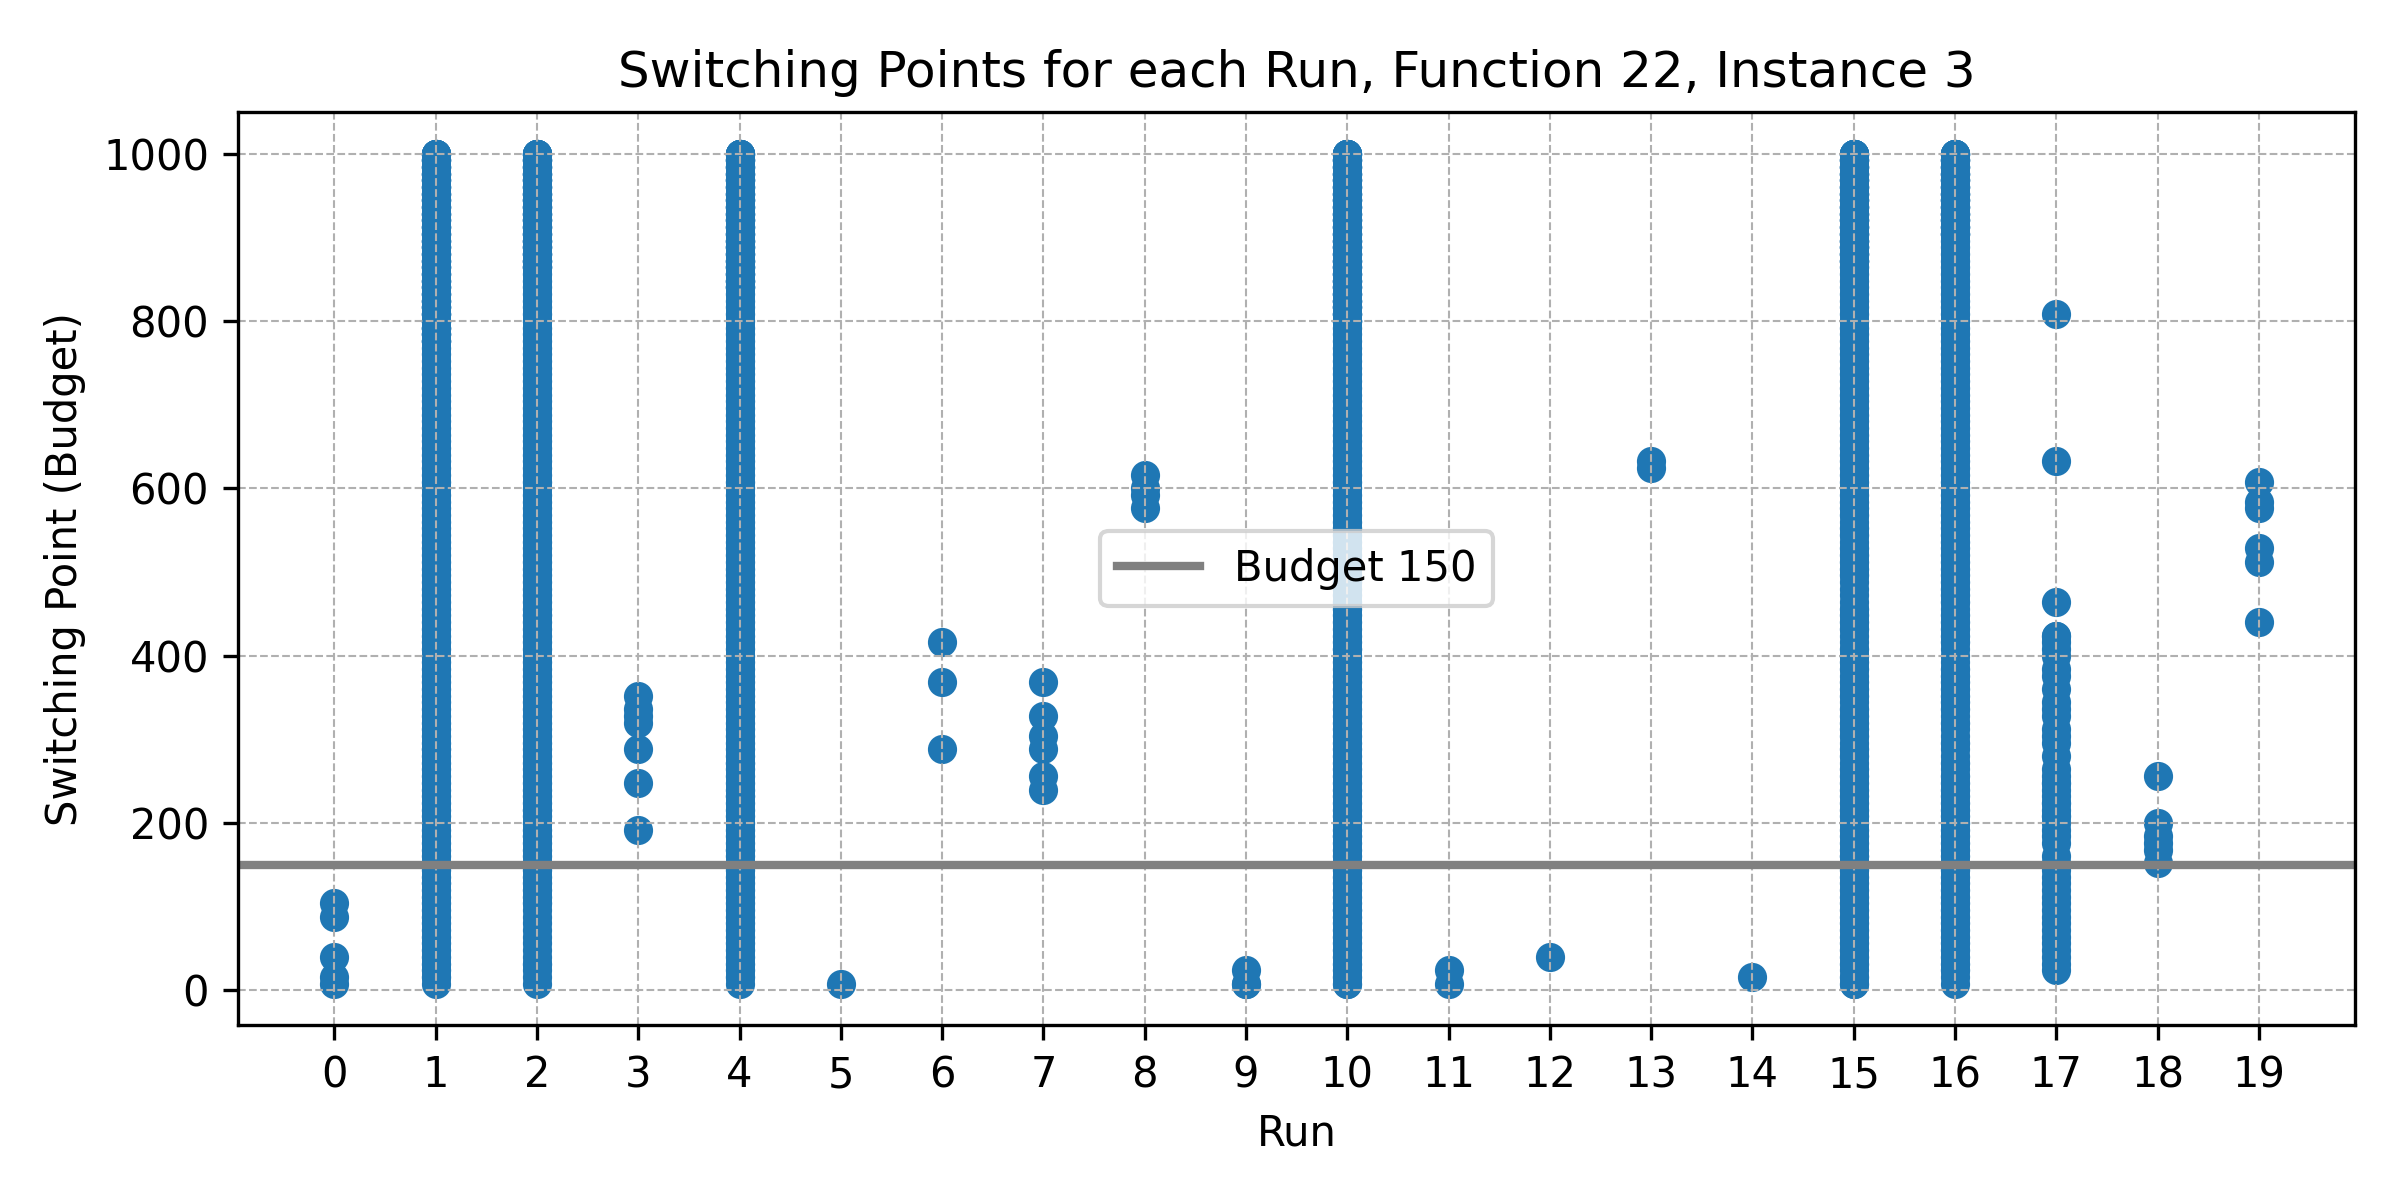 Switching Points for each Run, Function 22, Instance 3
Switching Point (Budget)
1000
800
600
400
200
0
Budget 150
0 1 2 3 4 5 6 7 8 9 10 11 12 13 14 15 16 17 18 19
Run